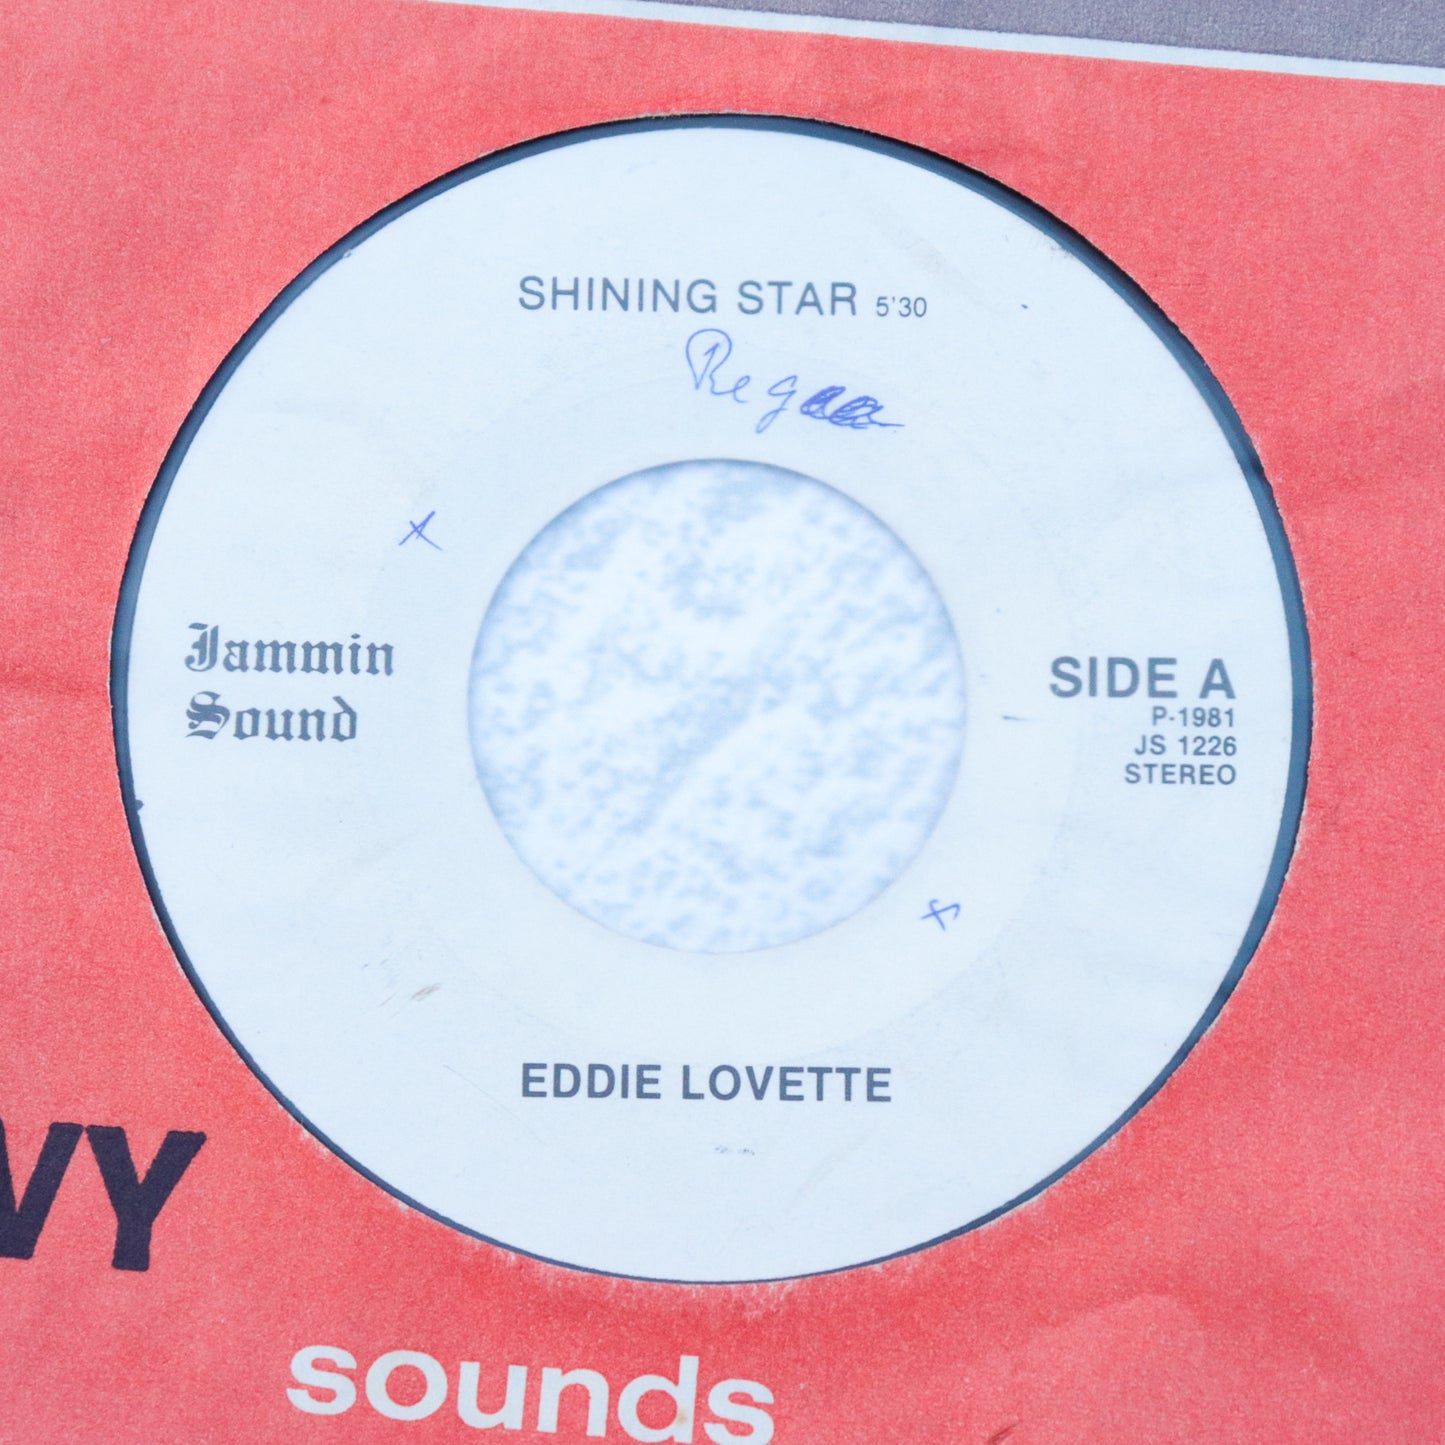 SHINING STAR 5'30
Jammin
Sound
SIDE A
P-1981
JS 1226
STEREO
EDDIE LOVETTE
VY
sounds